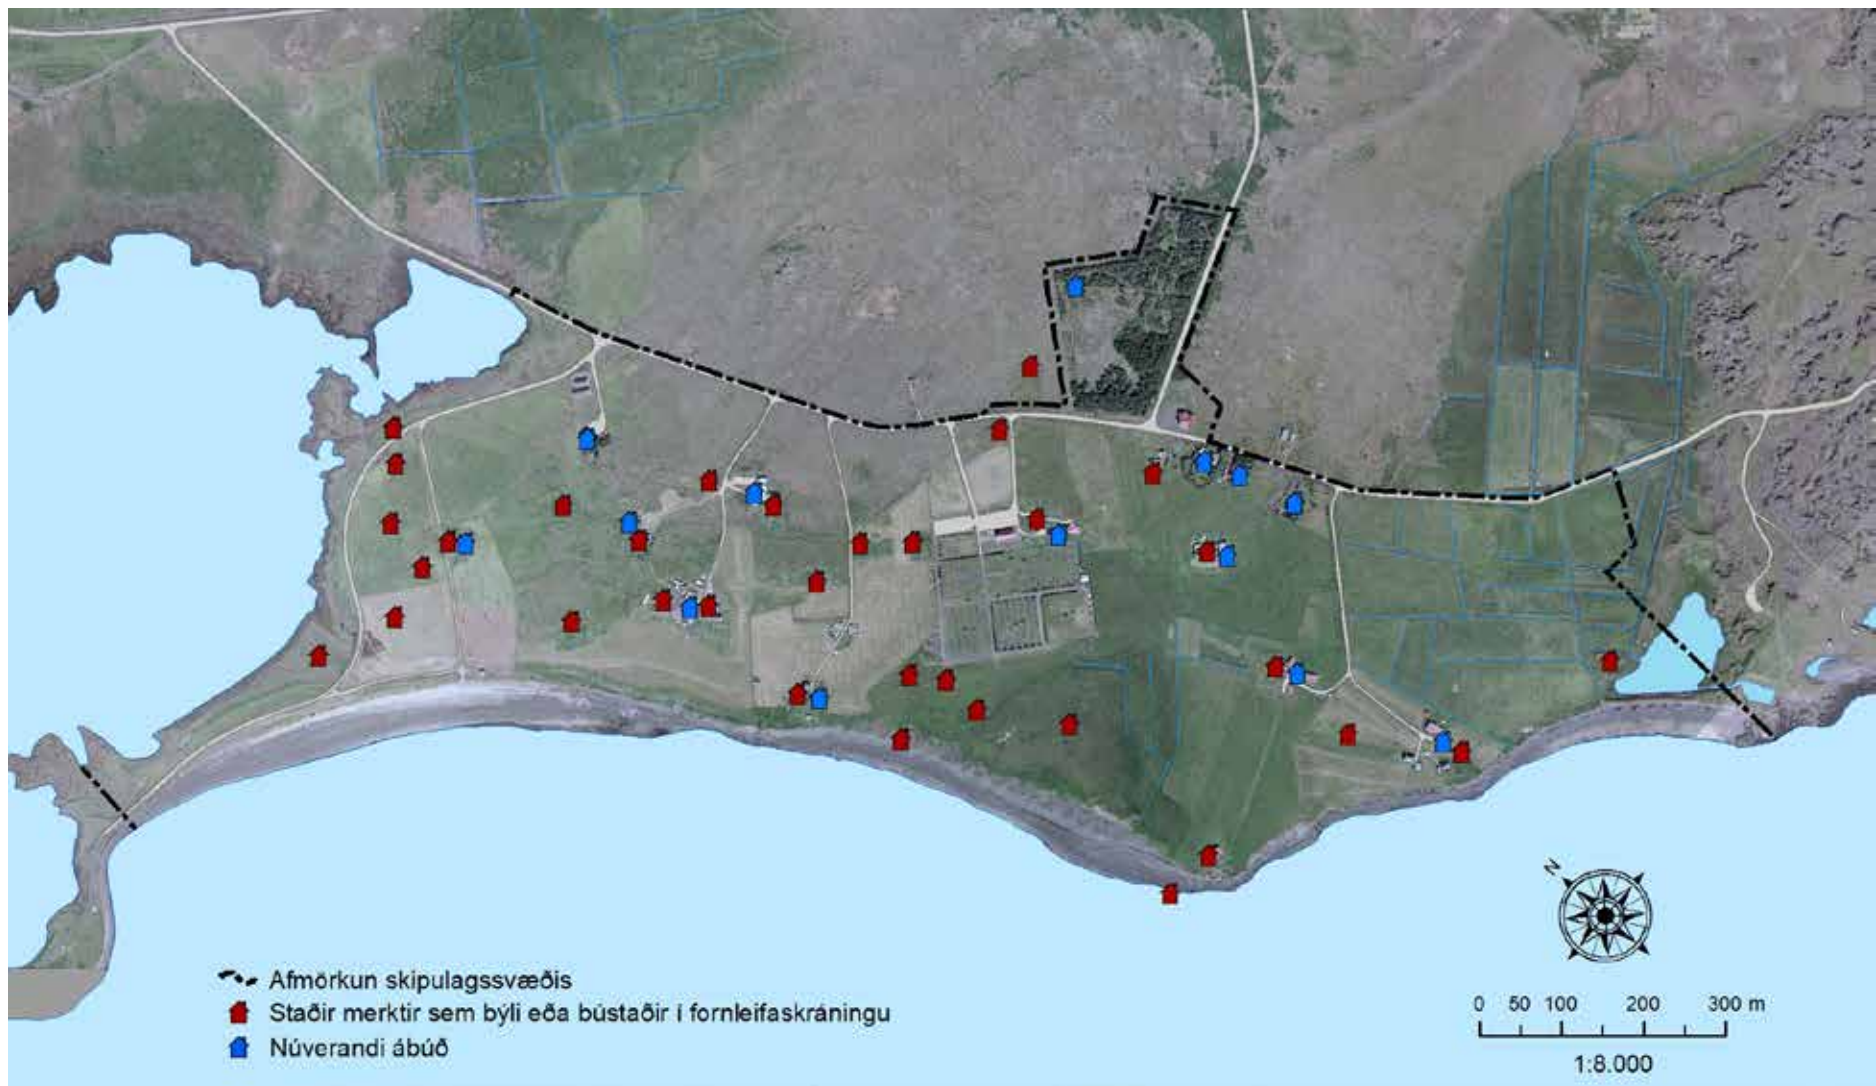 N
Afmörkun skipulagssvæðis
Staðir merktir sem býli eða bústaðir í fornleifaskráningu
Núverandi ábúð
0 50 100 200 300 m
1:8.000